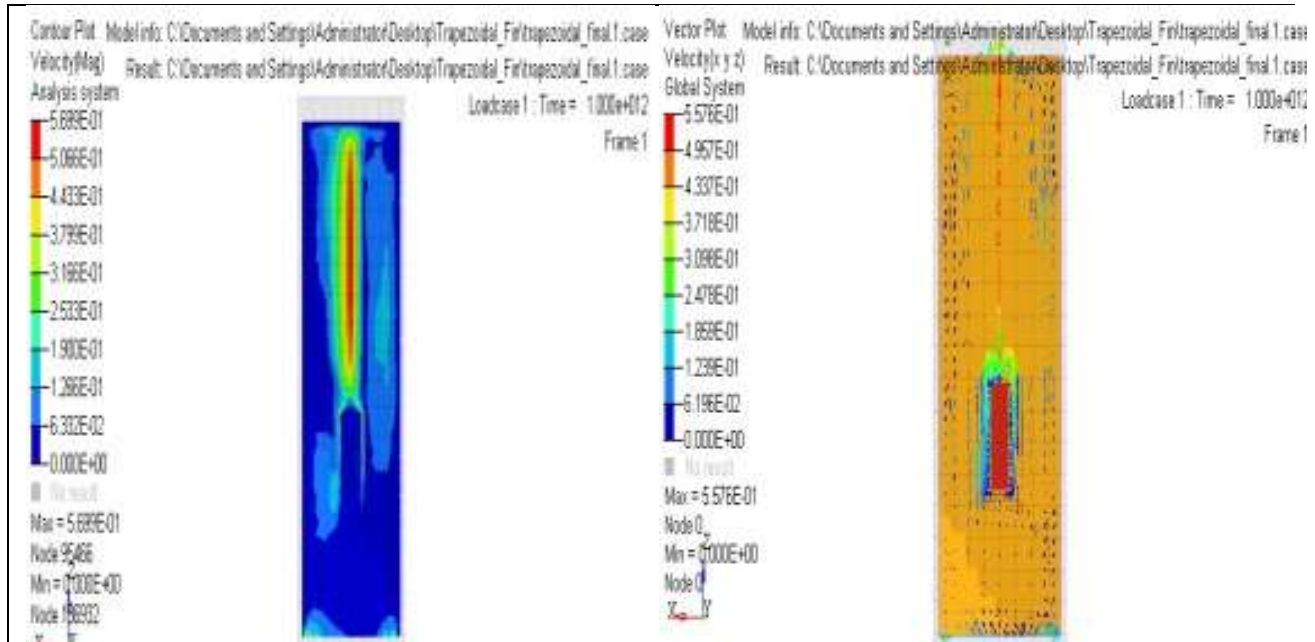 Contour Plot
Model info: C:\Documents and Settings\Administrator\Desktop\Trapezoidal_Fin\trapezoidal_final.1.case
Velocity(Mag)
Result: C:\Documents and Settings\Administrator\Desktop\Trapezoidal_Fin\trapezoidal_final.1.case
Analysis system
Loadcase 1 : Time = 1.000e+012
Frame 1
5.699E-01
5.066E-01
4.433E-01
3.799E-01
3.166E-01
2.533E-01
1.900E-01
1.266E-01
6.332E-02
0.000E+00
No result
Max = 5.699E-01
Node 95466
Min = 0.000E+00
Node
Vector Plot
Model info: C:\Documents and Settings\Administrator\Desktop\Trapezoidal_Fin\trapezoidal_final.1.case
Velocity(x y z)
Result: C:\Documents and Settings\Administrator\Desktop\Trapezoidal_Fin\trapezoidal_final.1.case
Global System
Loadcase 1 : Time = 1.000e+012
Frame 1
5.576E-01
4.957E-01
4.337E-01
3.718E-01
3.098E-01
2.478E-01
1.859E-01
1.239E-01
6.196E-02
0.000E+00
No result
Max = 5.576E-01
Node 0
Z
Min = 0.000E+00
Node 0
X
Y